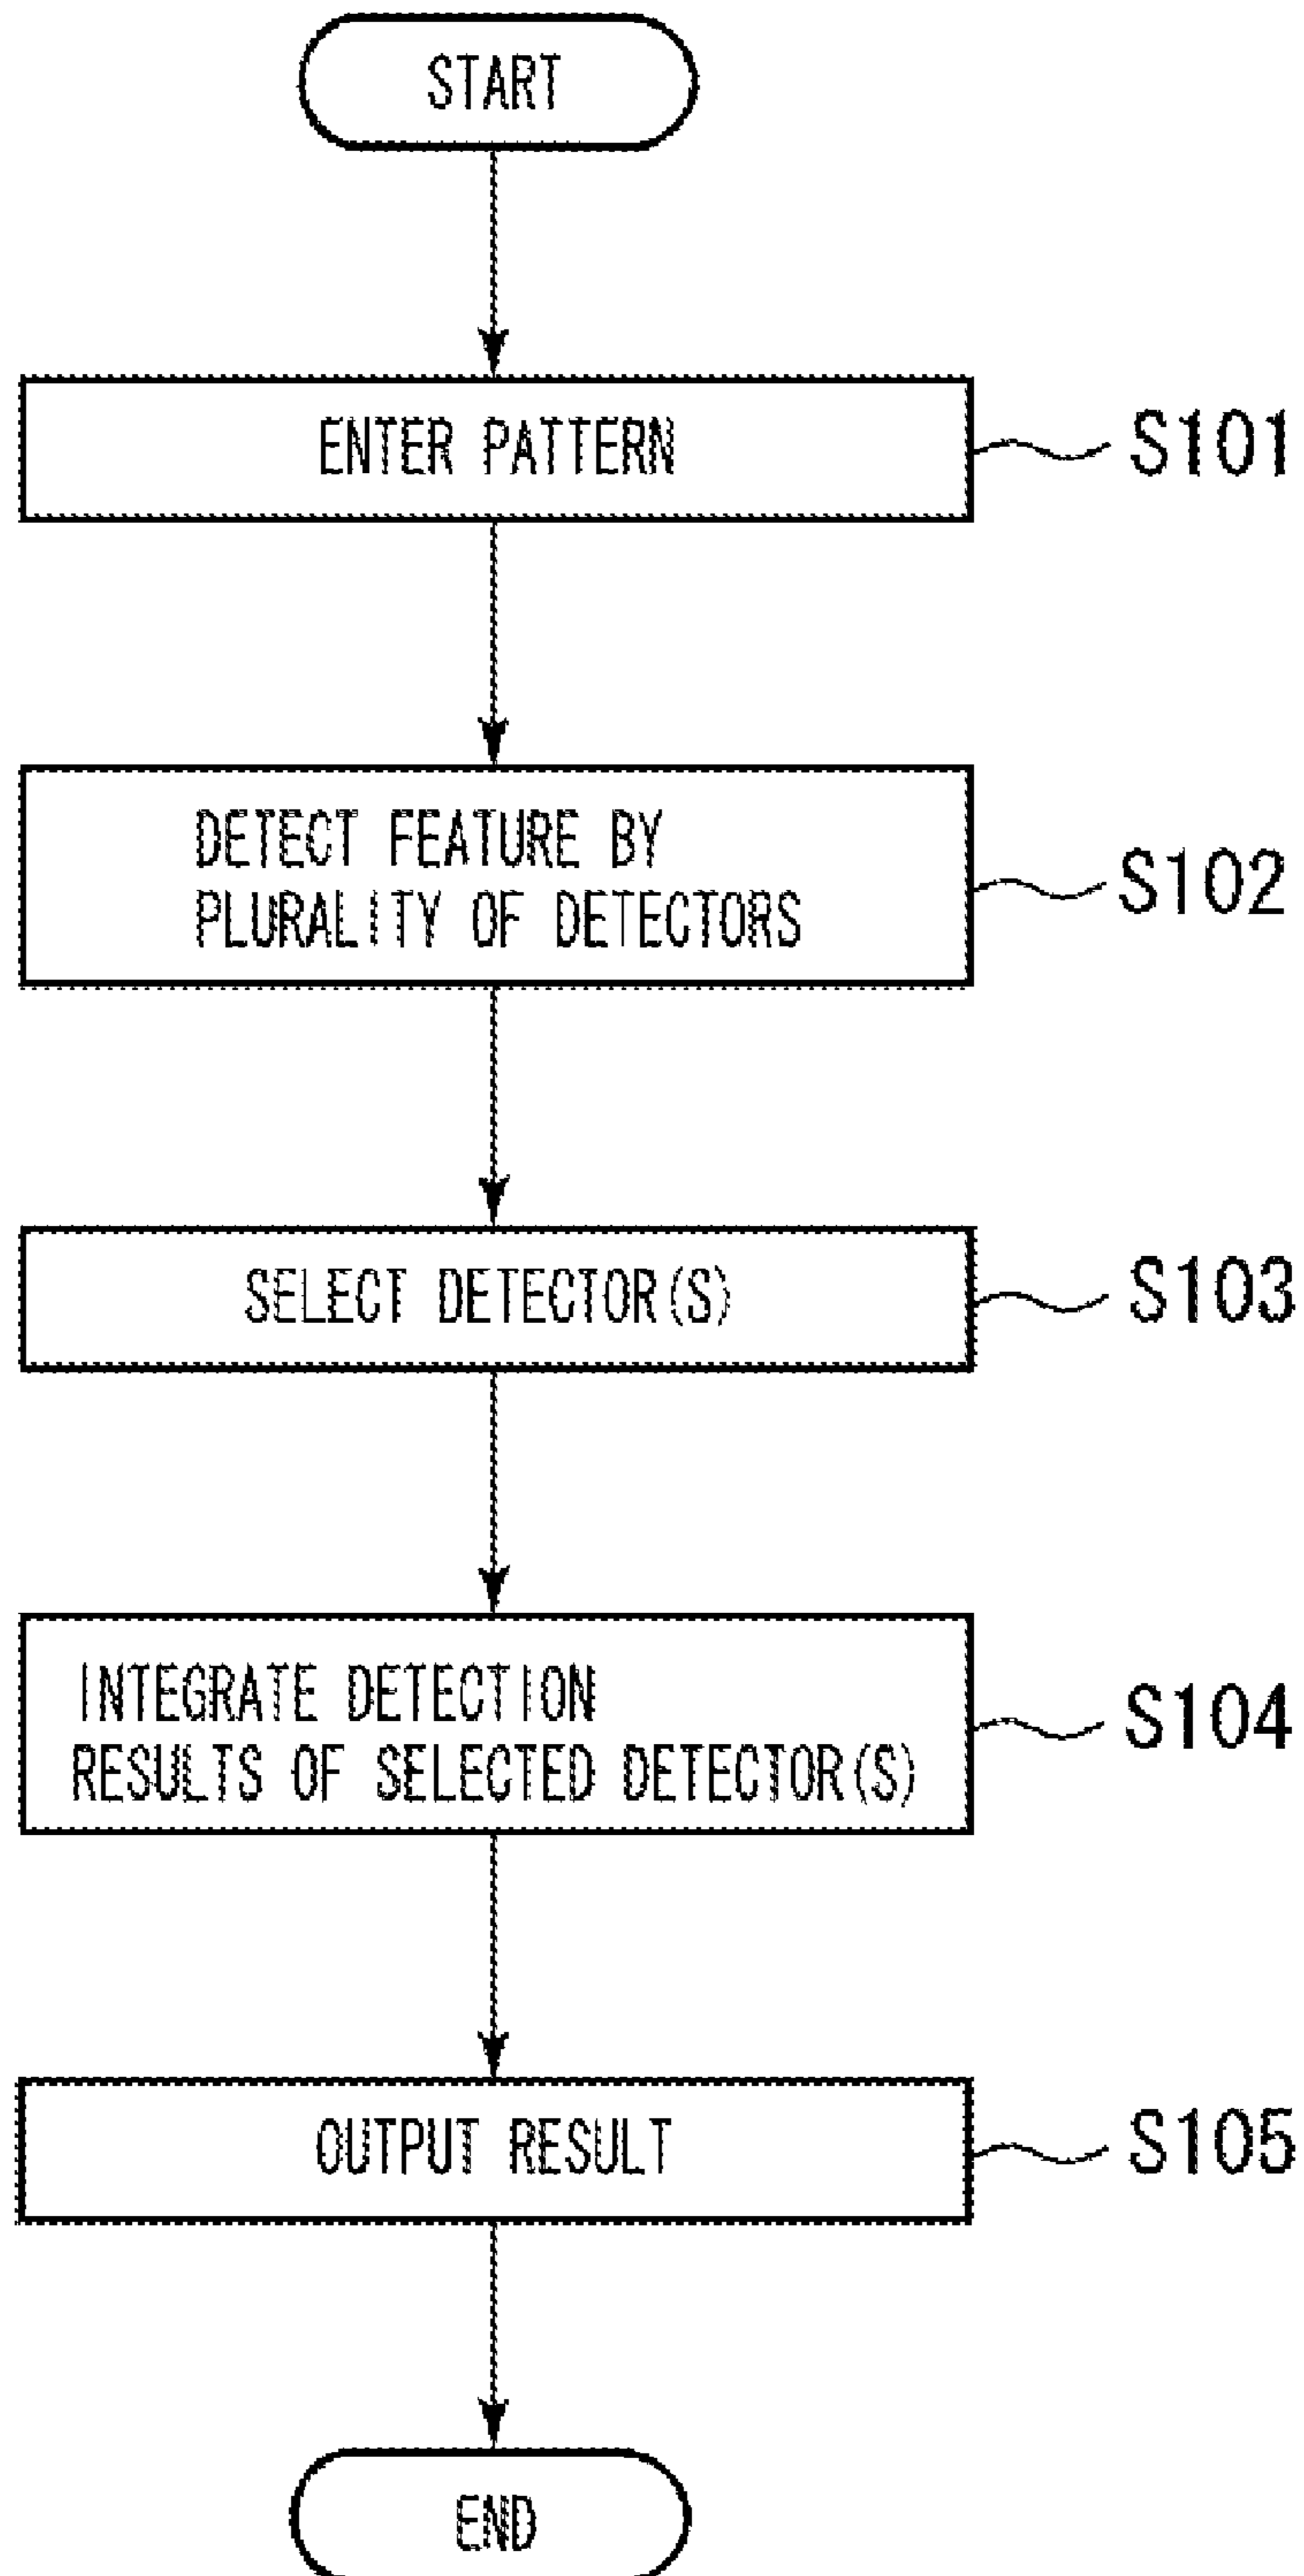 START
ENTER PATTERN
S101
DETECT FEATURE BY
PLURALITY OF DETECTORS
S102
SELECT DETECTOR(S)
S103
INTEGRATE DETECTION
RESULTS OF SELECTED DETECTOR(S)
S104
OUTPUT RESULT
S105
END